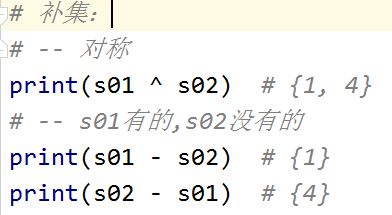 # 补集：
# -- 对称
print(s01 ^ s02)  # {1, 4}
# -- s01有的,s02没有的
print(s01 - s02)  # {1}
print(s02 - s01)  # {4}